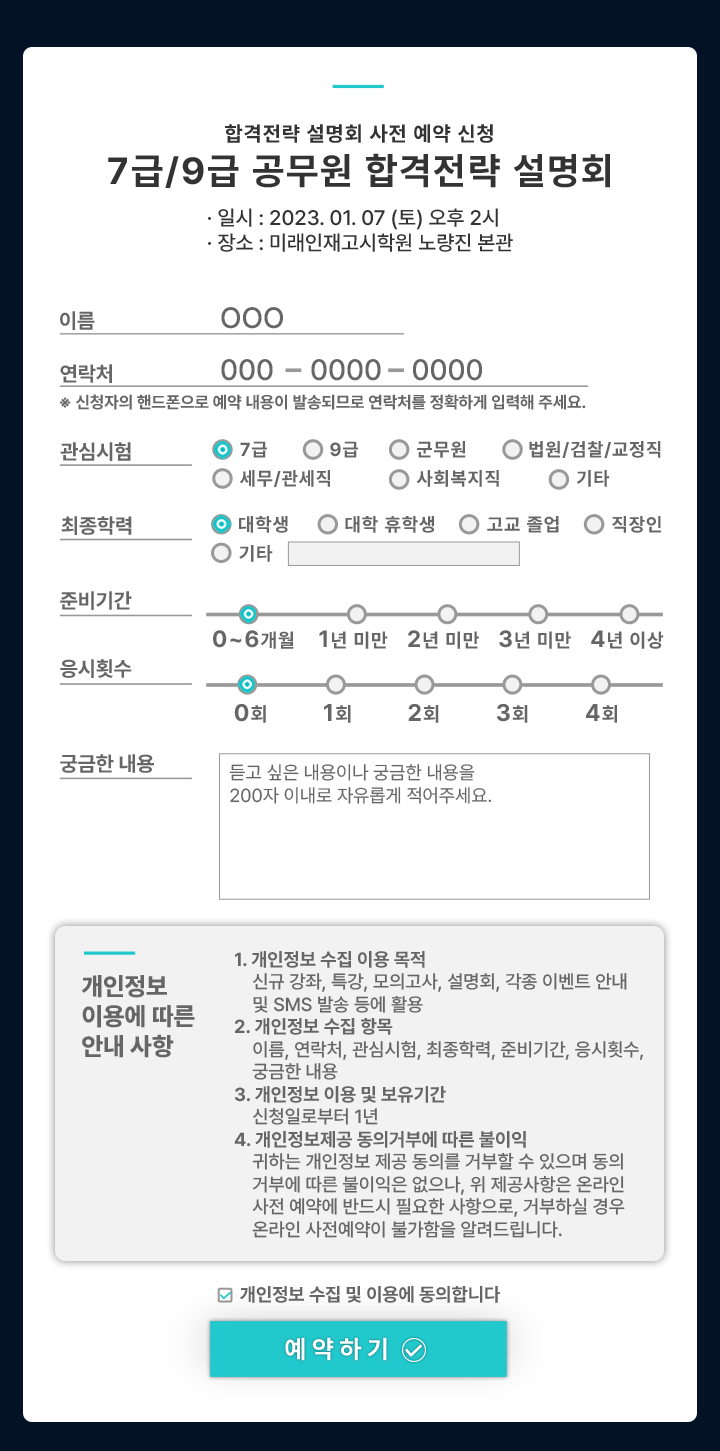 합격전략 설명회 사전 예약 신청
7급/9급 공무원 합격전략 설명회
· 일시 : 2023. 01. 07 (토) 오후 2시
· 장소 : 미래인재고시학원 노량진 본관
이름 OOO
연락처 000 – 0000 – 0000
※ 신청자의 핸드폰으로 예약 내용이 발송되므로 연락처를 정확하게 입력해 주세요.
관심시험 7급 9급 군무원 법원/검찰/교정직
세무/관세직 사회복지직 기타
최종학력 대학생 대학 휴학생 고교 졸업 직장인
기타
준비기간
0~6개월 1년 미만 2년 미만 3년 미만 4년 이상
응시횟수
0회 1회 2회 3회 4회
궁금한 내용
듣고 싶은 내용이나 궁금한 내용을
200자 이내로 자유롭게 적어주세요.
개인정보
이용에 따른
안내 사항
1. 개인정보 수집 이용 목적
신규 강좌, 특강, 모의고사, 설명회, 각종 이벤트 안내
및 SMS 발송 등에 활용
2. 개인정보 수집 항목
이름, 연락처, 관심시험, 최종학력, 준비기간, 응시횟수,
궁금한 내용
3. 개인정보 이용 및 보유기간
신청일로부터 1년
4. 개인정보제공 동의거부에 따른 불이익
귀하는 개인정보 제공 동의를 거부할 수 있으며 동의
거부에 따른 불이익은 없으나, 위 제공사항은 온라인
사전 예약에 반드시 필요한 사항으로, 거부하실 경우
온라인 사전예약이 불가함을 알려드립니다.
개인정보 수집 및 이용에 동의합니다
예약하기